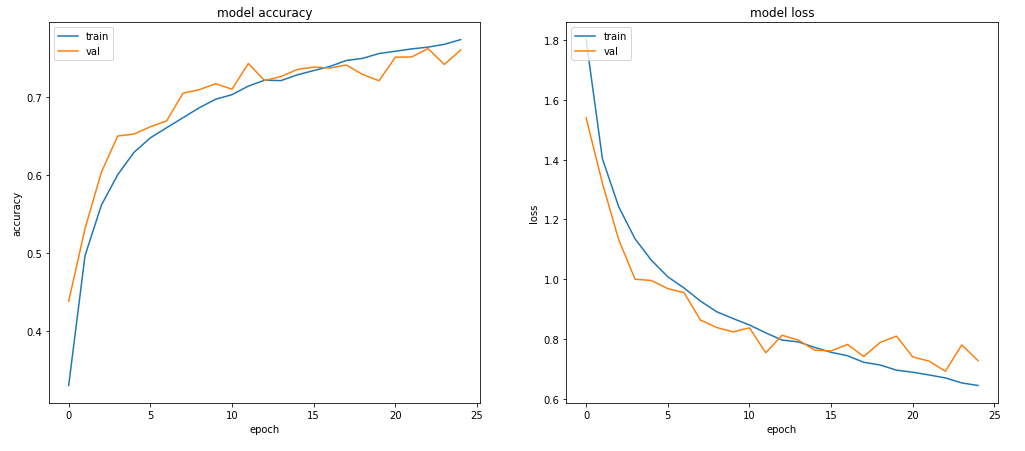 model accuracy
train
val
0.7
0.6
0.5
0.4
accuracy
0 5 10 15 20 25
epoch
model loss
train
val
1.8
1.6
1.4
1.2
1.0
0.8
0.6
loss
0 5 10 15 20 25
epoch